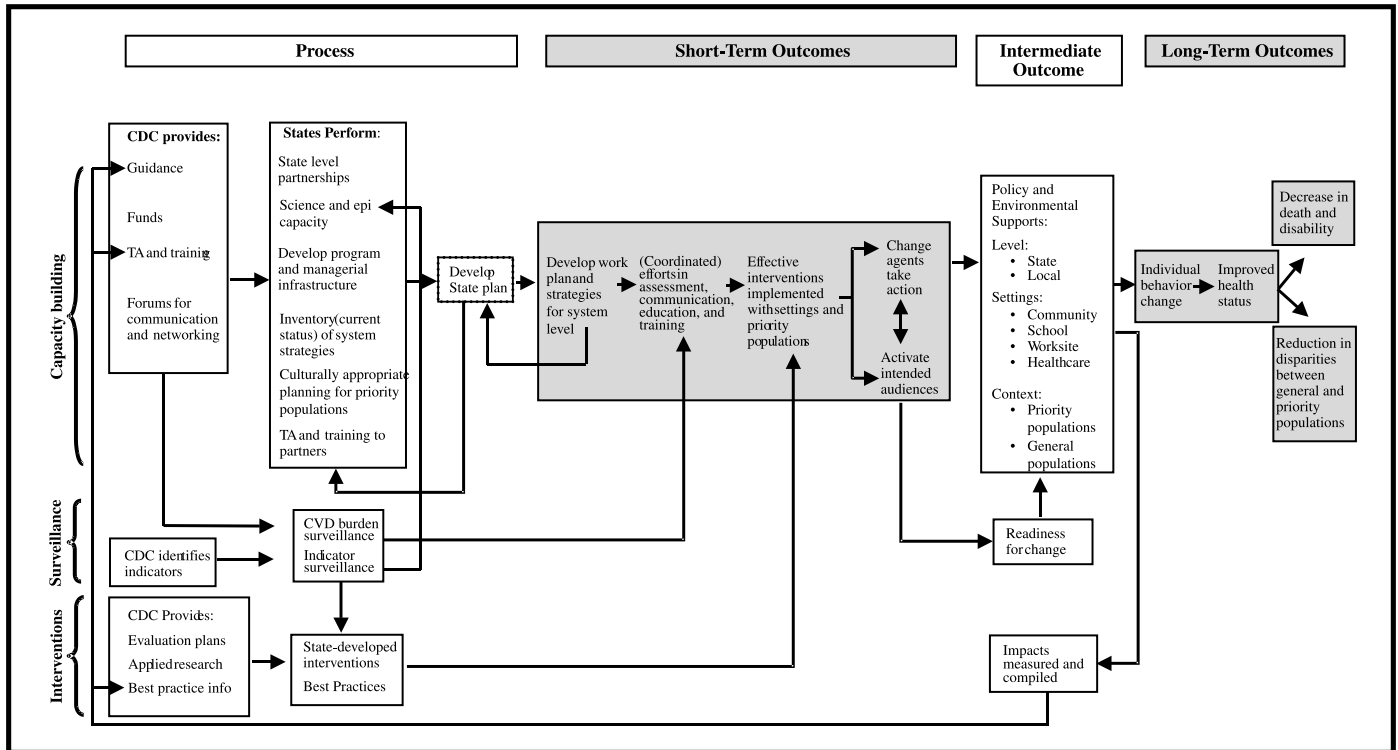 Process
Short-Term Outcomes
Intermediate
Outcome
Long-Term Outcomes
Capacity building
CDC provides:
Guidance
Funds
TA and training
Forums for
communication
and networking
States Perform:
State level
partnerships
Science and epi
capacity
Develop program
and managerial
infrastructure
Inventory(current
status) of system
strategies
Culturally appropriate
planning for priority
populations
TA and training to
partners
Develop
State plan
Develop work
plan and
strategies
for system
level
(Coordinated)
efforts in
assessment,
communication,
education, and
training
Effective
interventions
implemented
with settings and
priority
populations
Change
agents
take
action
Activate
intended
audiences
Policy and
Environmental
Supports:
Level:
• State
• Local
Settings:
• Community
• School
• Worksite
• Healthcare
Context:
• Priority
populations
• General
populations
Individual
behavior
change
Improved
health
status
Decrease in
death and
disability
Reduction in
disparities
between
general and
priority
populations
Surveillance
CDC identifies
indicators
CVD burden
surveillance
Indicator
surveillance
Readiness
for change
Interventions
CDC Provides:
Evaluation plans
Applied research
Best practice info
State-developed
interventions
Best Practices
Impacts
measured and
compiled